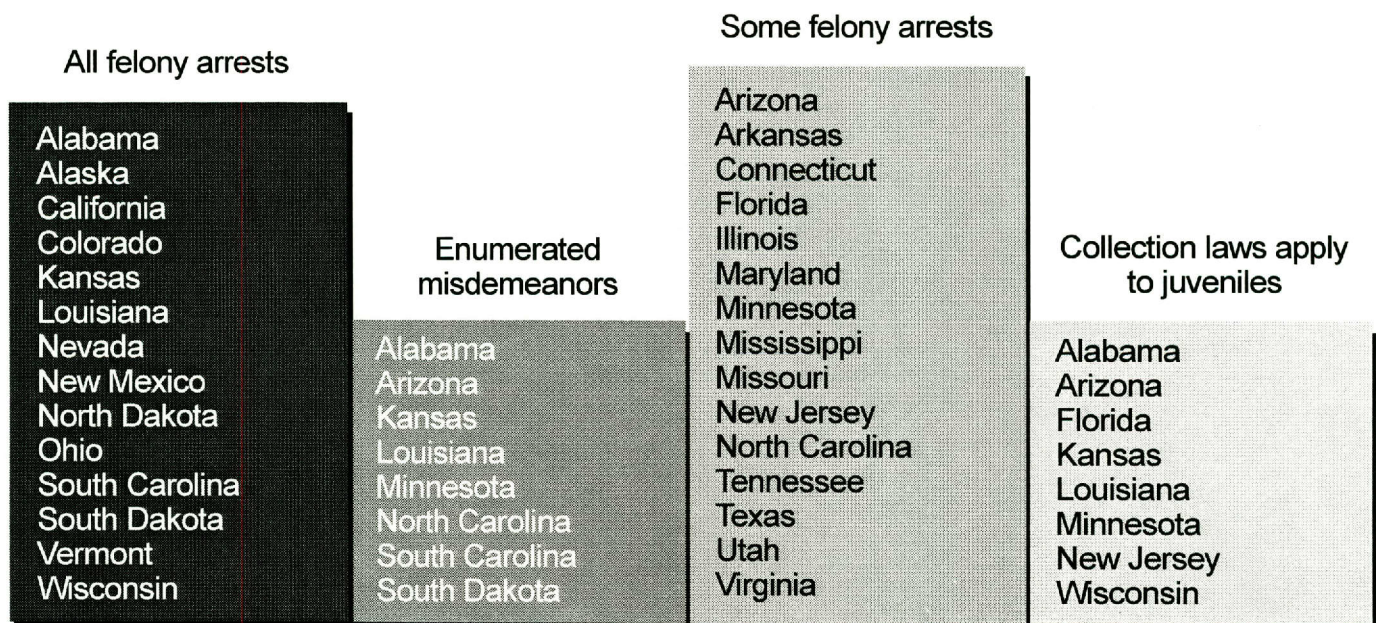 All felony arrests
Alabama
Alaska
California
Colorado
Kansas
Louisiana
Nevada
New Mexico
North Dakota
Ohio
South Carolina
South Dakota
Vermont
Wisconsin
Enumerated
misdemeanors
Alabama
Arizona
Kansas
Louisiana
Minnesota
North Carolina
South Carolina
South Dakota
Some felony arrests
Arizona
Arkansas
Connecticut
Florida
Illinois
Maryland
Minnesota
Mississippi
Missouri
New Jersey
North Carolina
Tennessee
Texas
Utah
Virginia
Collection laws apply
to juveniles
Alabama
Arizona
Florida
Kansas
Louisiana
Minnesota
New Jersey
Wisconsin